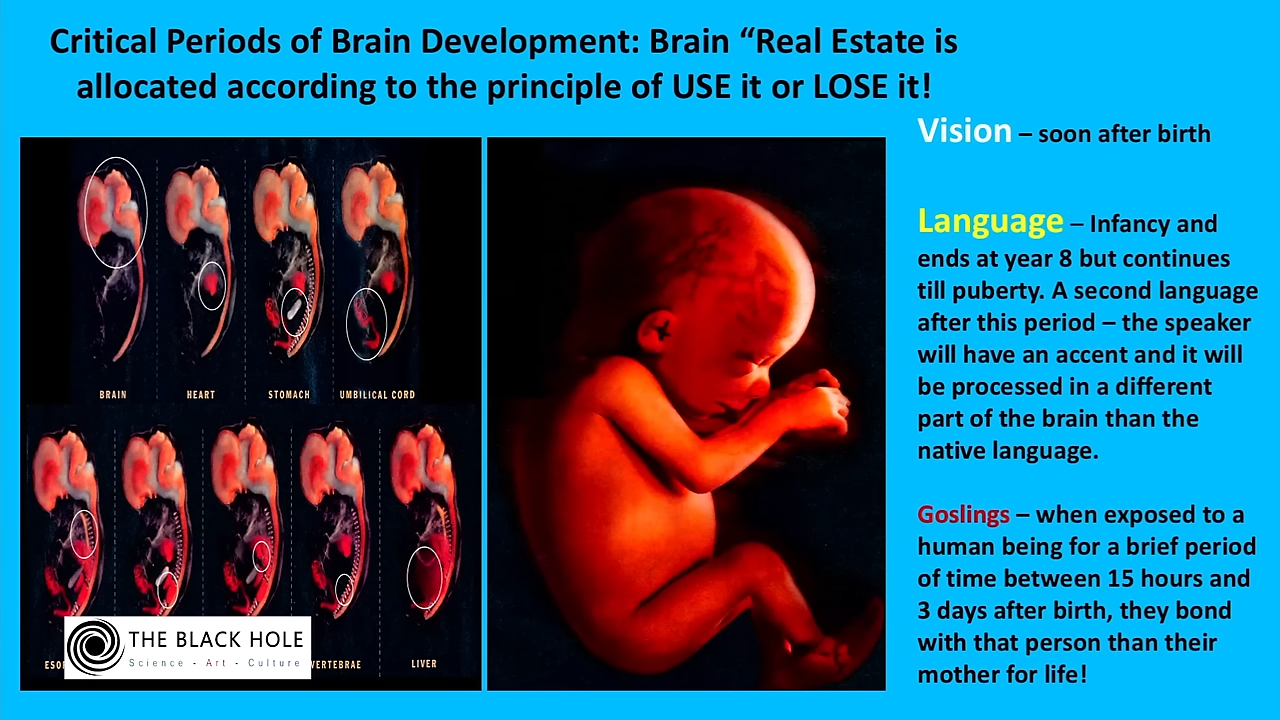 Critical Periods of Brain Development: Brain “Real Estate is
allocated according to the principle of USE it or LOSE it!
Vision – soon after birth
Language – Infancy and
ends at year 8 but continues
till puberty. A second language
after this period – the speaker
will have an accent and it will
be processed in a different
part of the brain than the
native language.
Goslings – when exposed to a
human being for a brief period
of time between 15 hours and
3 days after birth, they bond
with that person than their
mother for life!
BRAIN HEART STOMACH UMBILICAL CORD
VERTEBRAE LIVER
THE BLACK HOLE
Science - Art - Culture